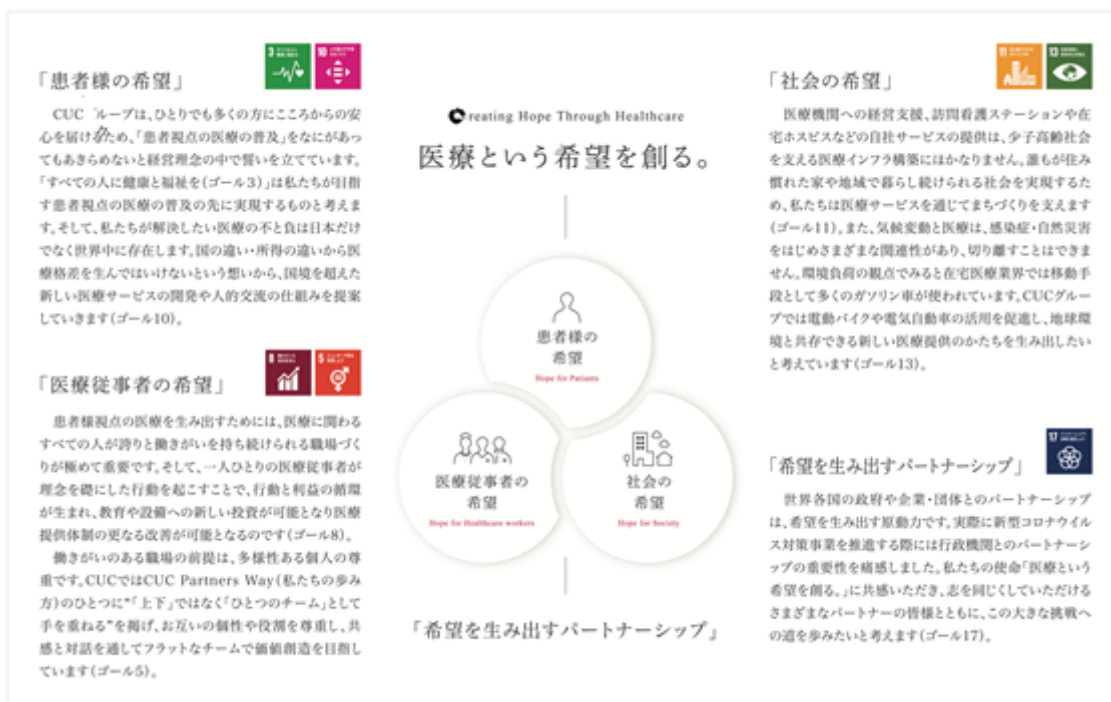 「患者様の希望」
CUC ループは、ひとりでも多くの方にこころからの安
心を届けるため、「患者視点の医療の普及」をなにがあっ
てもあきらめないと経営理念の中で誓いを立てています。
「すべての人に健康と福祉を(ゴール3)」は私たちが目指
す患者視点の医療の普及の先に実現するものと考えま
す。そして、私たちが解決したい医療の不と負は日本だけ
でなく世界中に存在します。国の違い・所得の違いから医
療格差を生んではいけないという想いから、国境を超えた
新しい医療サービスの開発や人的交流の仕組みを提案
していきます(ゴール10)。
3
10
「医療従事者の希望」
患者様視点の医療を生み出すためには、医療に関わる
すべての人が誇りと働きがいを持ち続けられる職場づく
りが極めて重要です。そして、一人ひとりの医療従事者が
理念を礎にした行動を起こすことで、行動と利益の循環
が生まれ、教育や設備への新しい投資が可能となり医療
提供体制の更なる改善が可能となるのです(ゴール8)。
働きがいのある職場の前提は、多様性ある個人の尊
重です。CUCではCUC Partners Way(私たちの歩み
方)のひとつに"「上下」ではなく「ひとつのチーム」として
手を重ねる"を掲げ、お互いの個性や役割を尊重し、共
感と対話を通してフラットなチームで価値創造を目指し
ています(ゴール5)。
8
5
Creating Hope Through Healthcare
医療という希望を創る。
患者様の
希望
Hope for Patients
医療従事者の
希望
Hope for Healthcare workers
社会の
希望
Hope for Society
「希望を生み出すパートナーシップ」
「社会の希望」
11
13
医療機関への経営支援、訪問看護ステーションや在
宅ホスピスなどの自社サービスの提供は、少子高齢社会
を支える医療インフラ構築にほかなりません。誰もが住み
慣れた家や地域で暮らし続けられる社会を実現するた
め、私たちは医療サービスを通じてまちづくりを支えます
(ゴール11)。また、気候変動と医療は、感染症・自然災害
をはじめさまざまな関連性があり、切り離すことはできま
せん。環境負荷の観点でみると在宅医療業界では移動手
段として多くのガソリン車が使われています。CUCグルー
プでは電動バイクや電気自動車の活用を促進し、地球環
境と共存できる新しい医療提供のかたちを生み出したい
と考えています(ゴール13)。
17
「希望を生み出すパートナーシップ」
世界各国の政府や企業・団体とのパートナーシップ
は、希望を生み出す原動力です。実際に新型コロナウイル
ス対策事業を推進する際には行政機関とのパートナーシ
ップの重要性を痛感しました。私たちの使命「医療という
希望を創る。」に共感いただき、志を同じくしていただける
さまざまなパートナーの皆様とともに、この大きな挑戦へ
の道を歩みたいと考えます(ゴール17)。